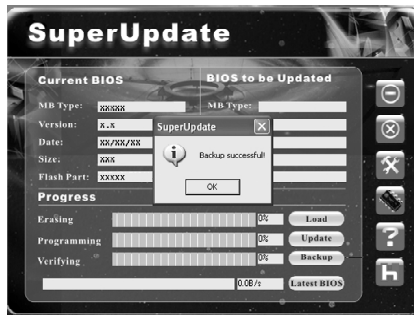 SuperUpdate
Current BIOS BIOS to be Updated
MB Type: xxxxx MB Type:
Version: x.x
Date: xx/xx/xx
Size: xxx
Flash Part: xxxxx
SuperUpdate
Backup successful!
OK
Progress
Erasing 0% Load
Programming 0% Update
Verifying 0% Backup
0.0B/s Latest BIOS
?
h